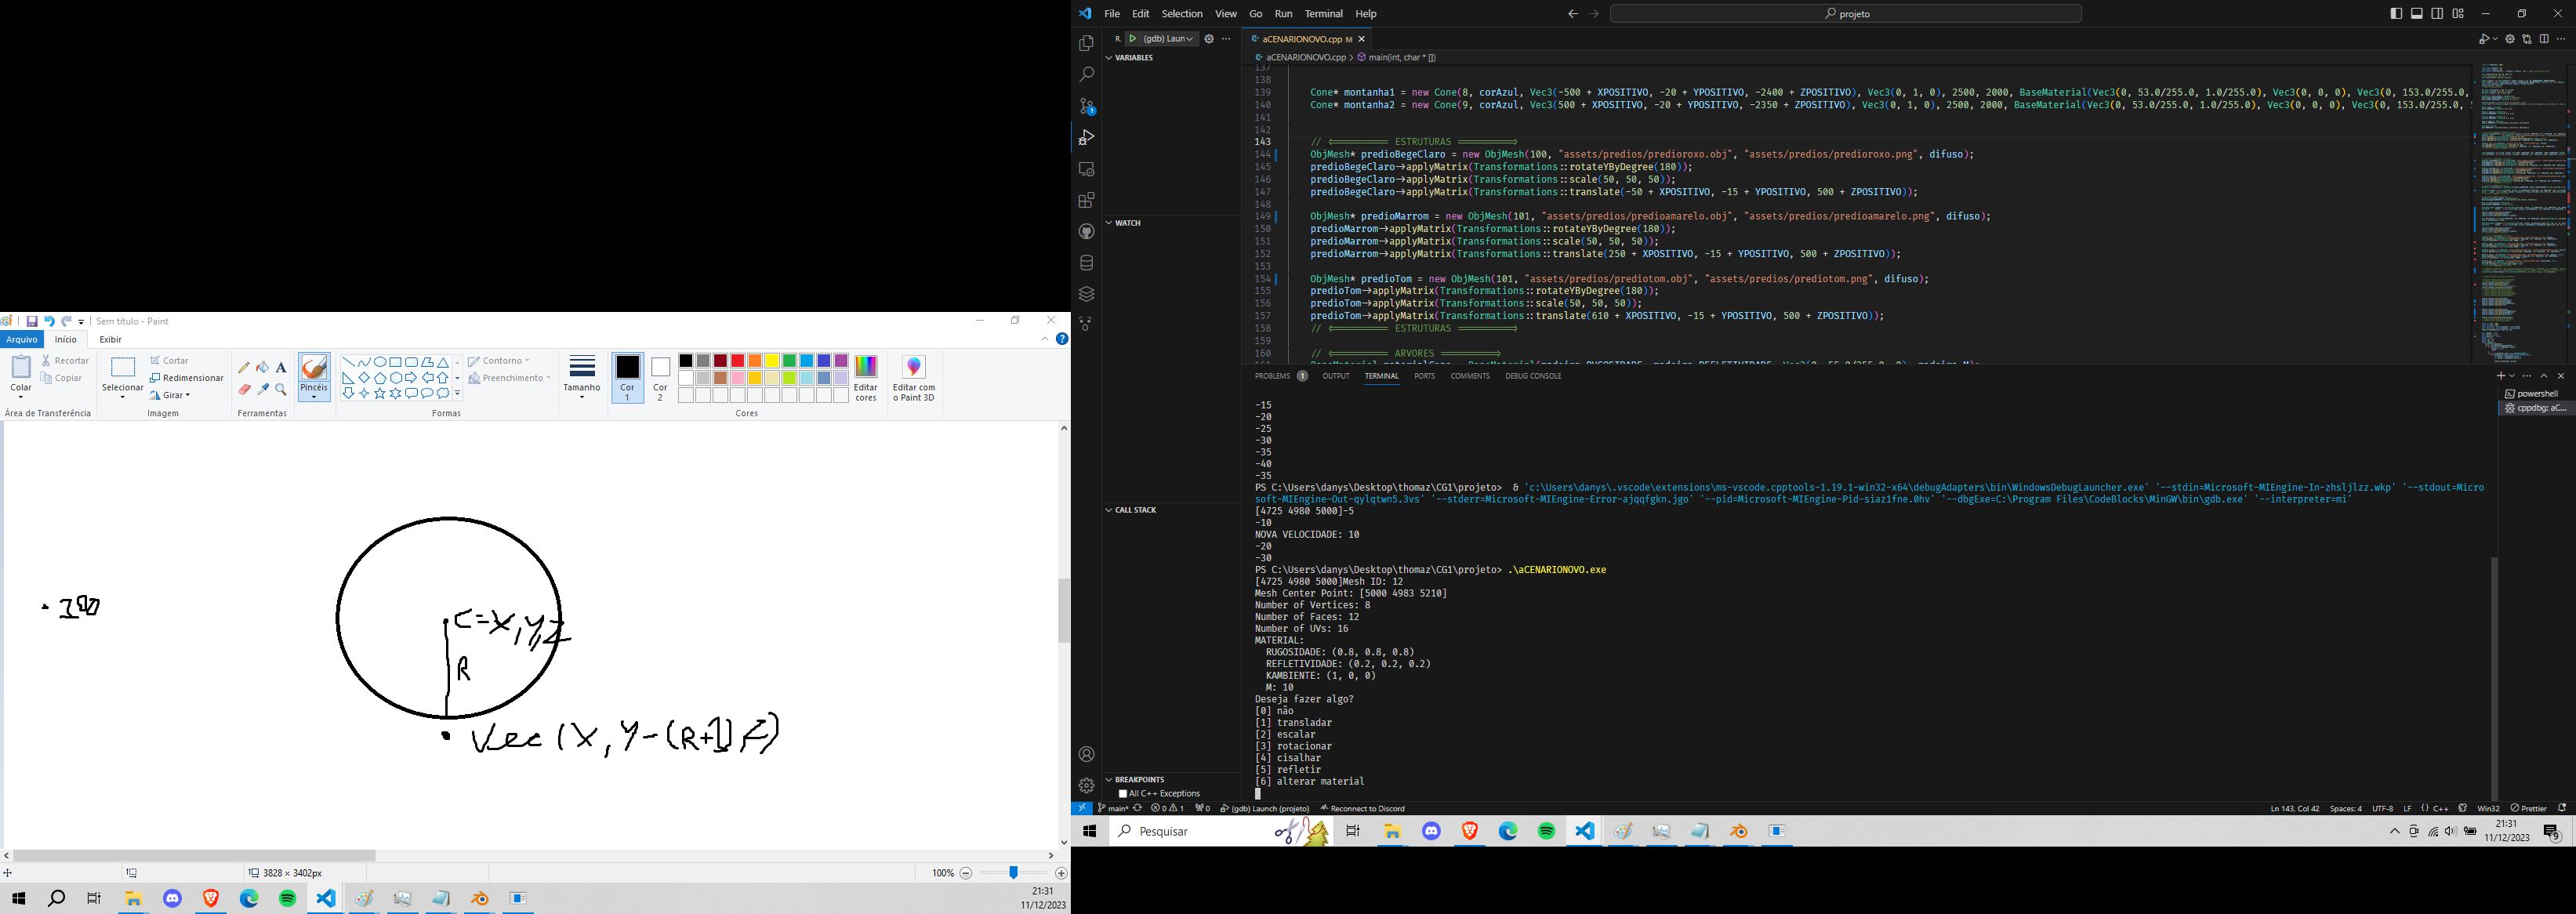 Sem título - Paint
Arquivo Início Exibir
Colar
Recortar
Copiar
Área de Transferência
Selecionar
Cortar
Redimensionar
Girar
Imagem
Ferramentas
Pincéis
Formas
Contorno
Preenchimento
Tamanho
Cor 1
Cor 2
Cores
Editar cores
Editar com o Paint 3D
C=X,Y,Z
R
Vec(X, Y-(R+1) Z)
3828 × 3402px
100%
21:31
11/12/2023
File Edit Selection View Go Run Terminal Help
projeto
R. (gdb) Laun
VARIABLES
WATCH
CALL STACK
BREAKPOINTS
All C++ Exceptions
aCENARIONOVO.cpp M
aCENARIONOVO.cpp > main(int, char * [])
137
138
139 Cone* montanha1 = new Cone(8, corAzul, Vec3(-500 + XPOSITIVO, -20 + YPOSITIVO, -2400 + ZPOSITIVO), Vec3(0, 1, 0), 2500, 2000, BaseMaterial(Vec3(0, 53.0/255.0, 1.0/255.0), Vec3(0, 0, 0), Vec3(0, 153.0/255.0,
140 Cone* montanha2 = new Cone(9, corAzul, Vec3(500 + XPOSITIVO, -20 + YPOSITIVO, -2350 + ZPOSITIVO), Vec3(0, 1, 0), 2500, 2000, BaseMaterial(Vec3(0, 53.0/255.0, 1.0/255.0), Vec3(0, 0, 0), Vec3(0, 153.0/255.0,
141
142
143 // <========== ESTRUTURAS ==========>
144 ObjMesh* predioBegeClaro = new ObjMesh(100, "assets/predios/predioroxo.obj", "assets/predios/predioroxo.png", difuso);
145 predioBegeClaro->applyMatrix(Transformations::rotateYByDegree(180));
146 predioBegeClaro->applyMatrix(Transformations::scale(50, 50, 50));
147 predioBegeClaro->applyMatrix(Transformations::translate(-50 + XPOSITIVO, -15 + YPOSITIVO, 500 + ZPOSITIVO));
148
149 ObjMesh* predioMarrom = new ObjMesh(101, "assets/predios/predioamarelo.obj", "assets/predios/predioamarelo.png", difuso);
150 predioMarrom->applyMatrix(Transformations::rotateYByDegree(180));
151 predioMarrom->applyMatrix(Transformations::scale(50, 50, 50));
152 predioMarrom->applyMatrix(Transformations::translate(250 + XPOSITIVO, -15 + YPOSITIVO, 500 + ZPOSITIVO));
153
154 ObjMesh* predioTom = new ObjMesh(101, "assets/predios/prediotom.obj", "assets/predios/prediotom.png", difuso);
155 predioTom->applyMatrix(Transformations::rotateYByDegree(180));
156 predioTom->applyMatrix(Transformations::scale(50, 50, 50));
157 predioTom->applyMatrix(Transformations::translate(610 + XPOSITIVO, -15 + YPOSITIVO, 500 + ZPOSITIVO));
158 // <========== ESTRUTURAS ==========>
159
160 // <========== ARVORES ==========>
PROBLEMS 1 OUTPUT TERMINAL PORTS COMMENTS DEBUG CONSOLE
powershell
cppdbg: aC...
-15
-20
-25
-30
-35
-40
-35
PS C:\Users\danys\Desktop\thomaz\CG1\projeto> & 'c:\Users\danys\.vscode\extensions\ms-vscode.cpptools-1.19.1-win32-x64\debugAdapters\bin\WindowsDebugLauncher.exe' '--stdin=Microsoft-MIEngine-In-zhsljlzz.wkp' '--stdout=Micro
soft-MIEngine-Out-qylqtwn5.3vs' '--stderr=Microsoft-MIEngine-Error-ajqqfgkn.jgo' '--pid=Microsoft-MIEngine-Pid-siaz1fne.0hv' '--dbgExe=C:\Program Files\CodeBlocks\MinGW\bin\gdb.exe' '--interpreter=mi'
[4725 4980 5000]-5
-10
NOVA VELOCIDADE: 10
-20
-30
PS C:\Users\danys\Desktop\thomaz\CG1\projeto> .\aCENARIONOVO.exe
[4725 4980 5000]Mesh ID: 12
Mesh Center Point: [5000 4983 5210]
Number of Vertices: 8
Number of Faces: 12
Number of UVs: 16
MATERIAL:
RUGOSIDADE: (0.8, 0.8, 0.8)
REFLETIVIDADE: (0.2, 0.2, 0.2)
KAMBIENTE: (1, 0, 0)
M: 10
Deseja fazer algo?
[0] não
[1] transladar
[2] escalar
[3] rotacionar
[4] cisalhar
[5] refletir
[6] alterar material
main* 0 1 0 (gdb) Launch (projeto) Reconnect to Discord
Ln 143, Col 42 Spaces: 4 UTF-8 LF {} C++ Win32 Prettier
Pesquisar
21:31
11/12/2023
9